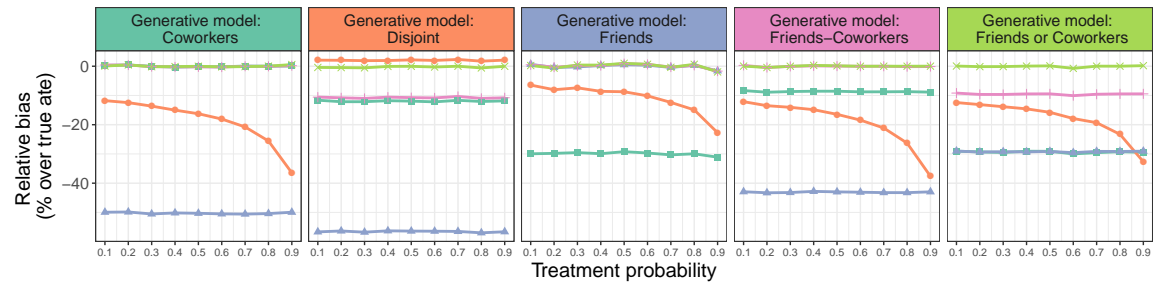 Generative model:
Coworkers
Generative model:
Disjoint
Generative model:
Friends
Generative model:
Friends−Coworkers
Generative model:
Friends or Coworkers
Relative bias
(% over true ate)
0
−20
−40
0.1 0.2 0.3 0.4 0.5 0.6 0.7 0.8 0.9
0.1 0.2 0.3 0.4 0.5 0.6 0.7 0.8 0.9
0.1 0.2 0.3 0.4 0.5 0.6 0.7 0.8 0.9
0.1 0.2 0.3 0.4 0.5 0.6 0.7 0.8 0.9
0.1 0.2 0.3 0.4 0.5 0.6 0.7 0.8 0.9
Treatment probability